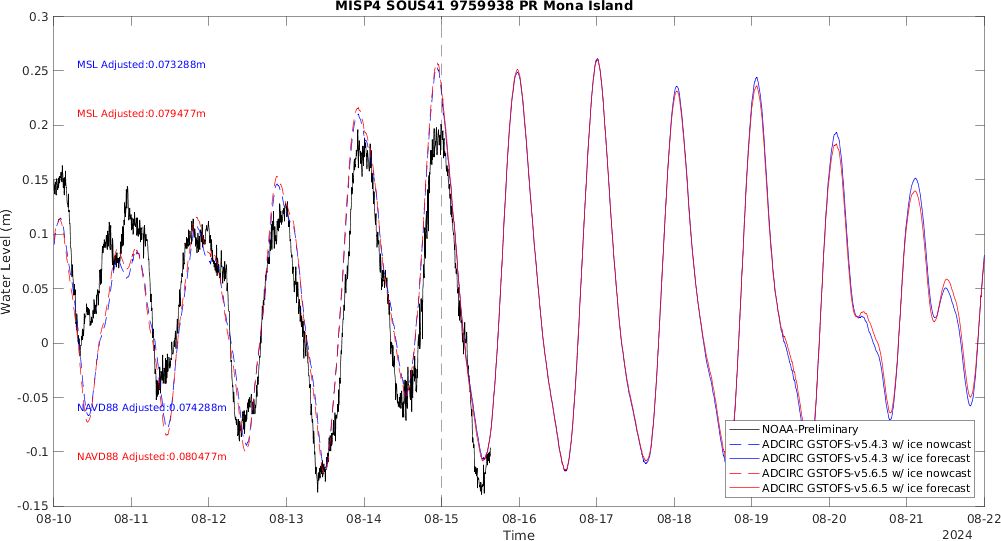 MISP4 SOUS41 9759938 PR Mona Island
Water Level (m)
0.3
0.25
0.2
0.15
0.1
0.05
0
-0.05
-0.1
-0.15
MSL Adjusted:0.073288m
MSL Adjusted:0.079477m
NAVD88 Adjusted:0.074288m
NAVD88 Adjusted:0.080477m
NOAA-Preliminary
ADCIRC GSTOFS-v5.4.3 w/ ice nowcast
ADCIRC GSTOFS-v5.4.3 w/ ice forecast
ADCIRC GSTOFS-v5.6.5 w/ ice nowcast
ADCIRC GSTOFS-v5.6.5 w/ ice forecast
08-10 08-11 08-12 08-13 08-14 08-15 08-16 08-17 08-18 08-19 08-20 08-21 08-22
Time
2024